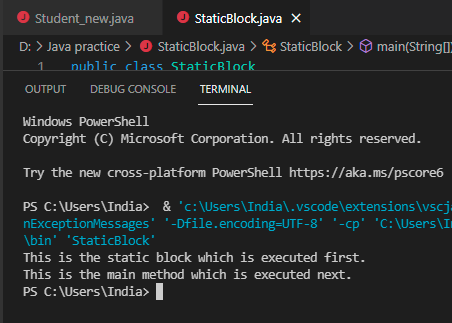 Student_new.java StaticBlock.java
D: > Java practice > StaticBlock.java > StaticBlock > main(String[])
1 public class StaticBlock
OUTPUT DEBUG CONSOLE TERMINAL
Windows PowerShell
Copyright (C) Microsoft Corporation. All rights reserved.
Try the new cross-platform PowerShell https://aka.ms/pscore6
PS C:\Users\India> & 'c:\Users\India\.vscode\extensions\vscja
nExceptionMessages' '-Dfile.encoding=UTF-8' '-cp' 'C:\Users\In
\bin' 'StaticBlock'
This is the static block which is executed first.
This is the main method which is executed next.
PS C:\Users\India>